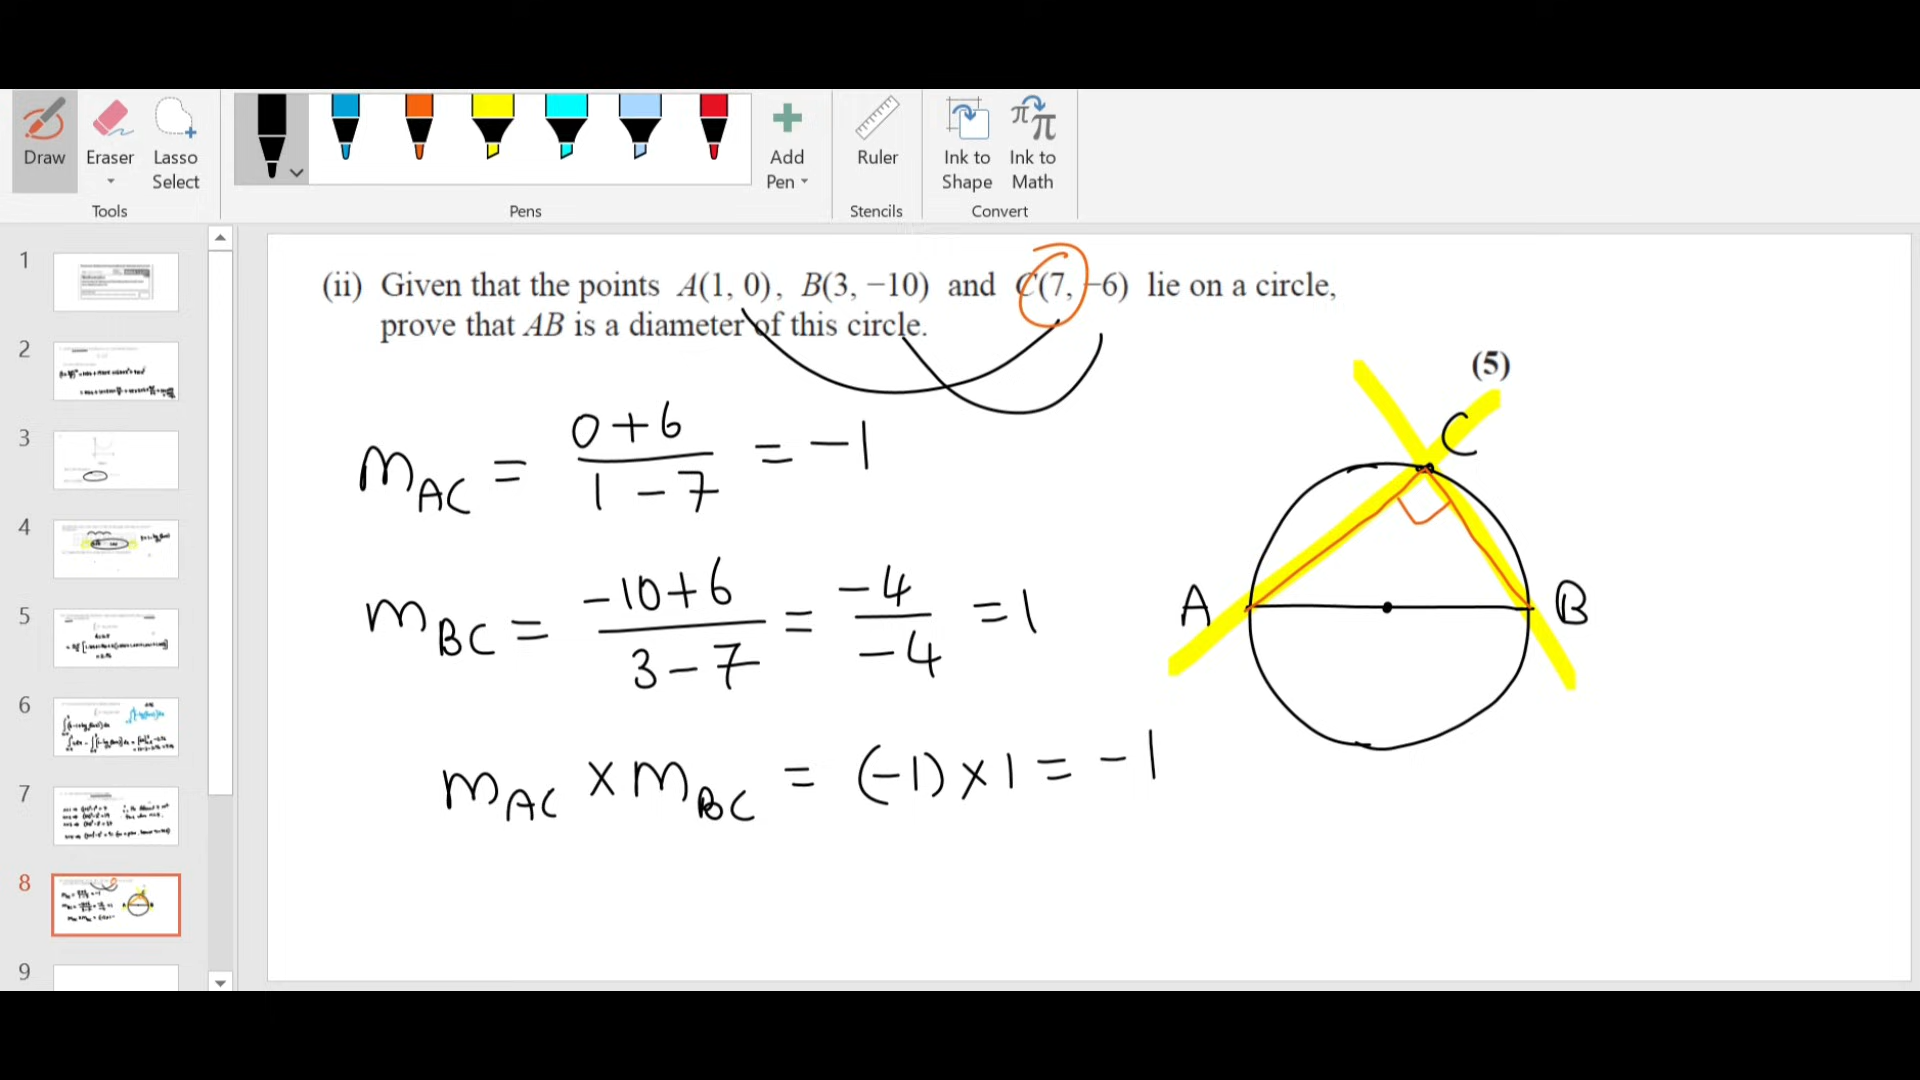 Draw
Eraser
Lasso Select
Add Pen
Ruler
Ink to Shape
Ink to Math
Tools
Pens
Stencils
Convert
1
2
3
4
5
6
7
8
9
(ii) Given that the points A(1, 0), B(3, −10) and C(7, −6) lie on a circle,
prove that AB is a diameter of this circle.
(5)
m_AC = (0+6)/(1-7) = -1
m_BC = (-10+6)/(3-7) = (-4)/(-4) = 1
m_AC × m_BC = (-1) × 1 = -1
C
A
B